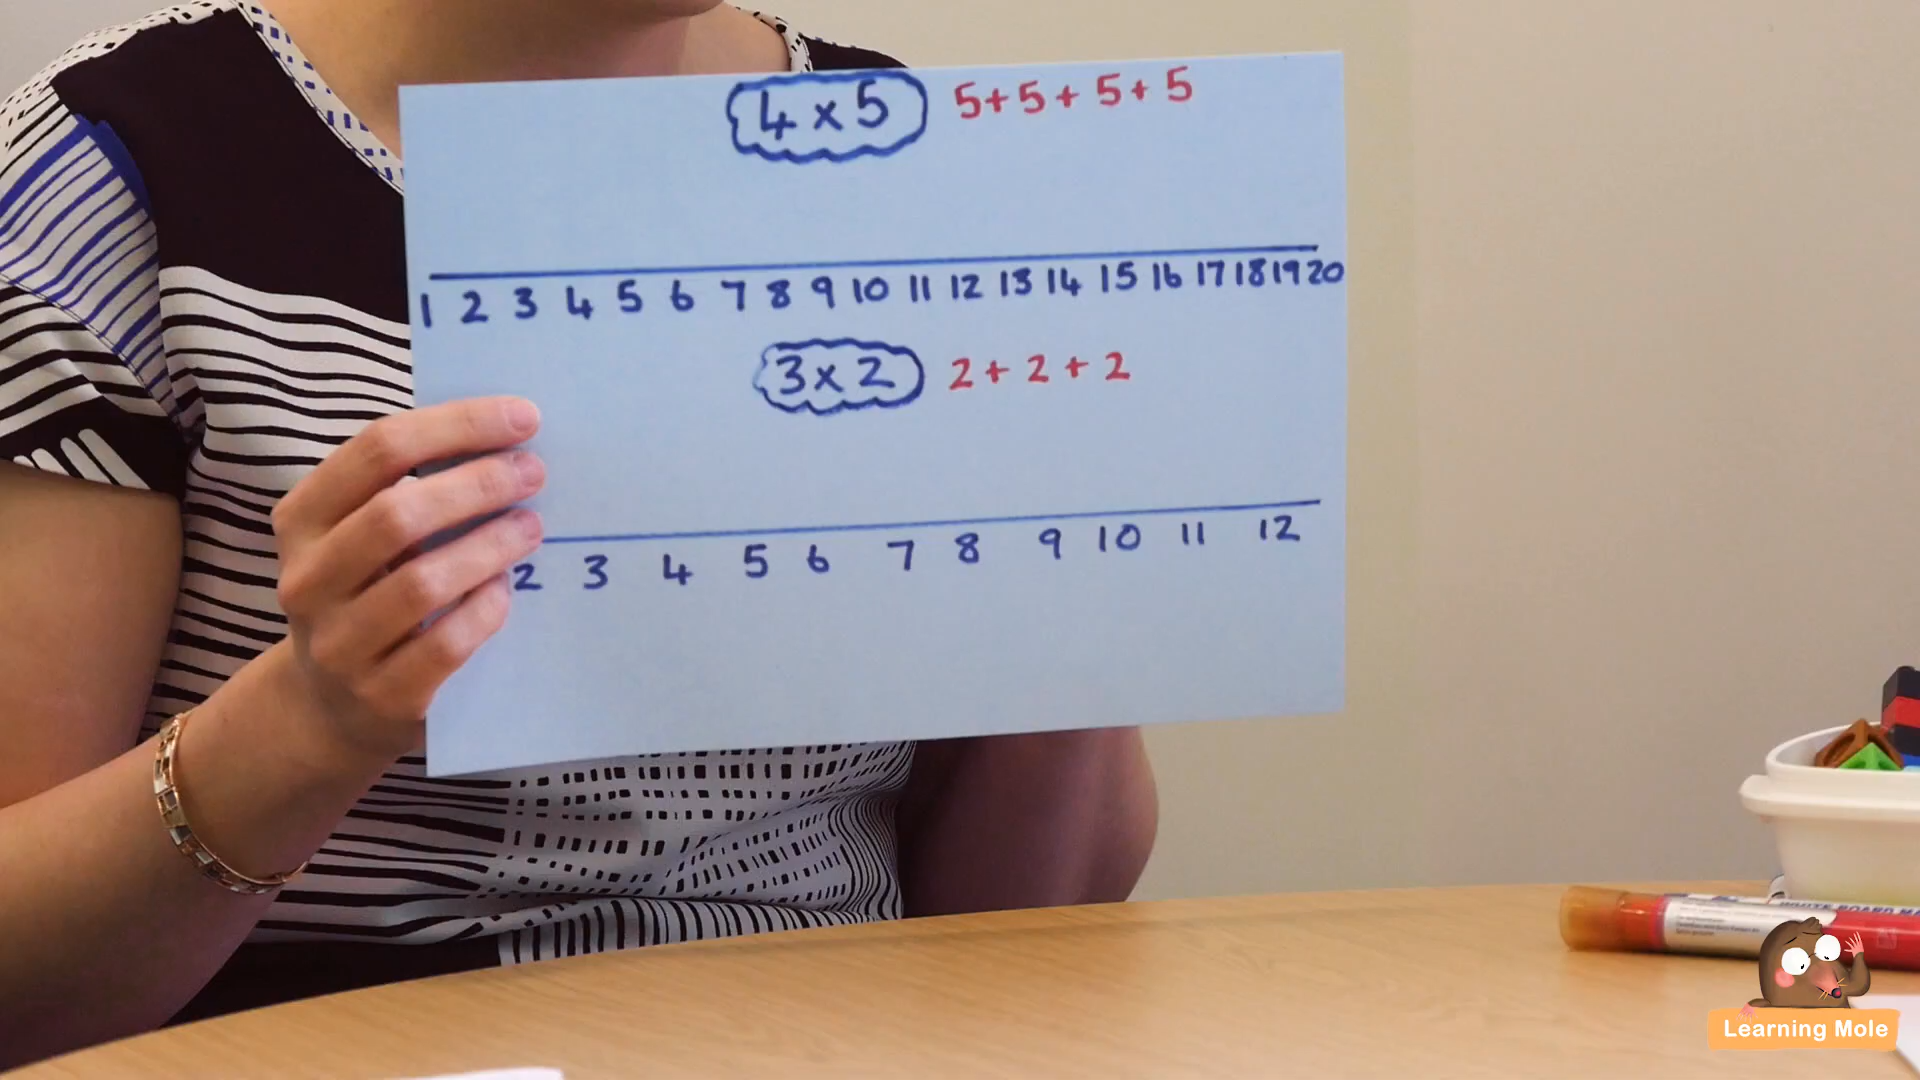 4 x 5 5 + 5 + 5 + 5
1 2 3 4 5 6 7 8 9 10 11 12 13 14 15 16 17 18 19 20
3 x 2 2 + 2 + 2
2 3 4 5 6 7 8 9 10 11 12
WHITE BOARD
Learning Mole